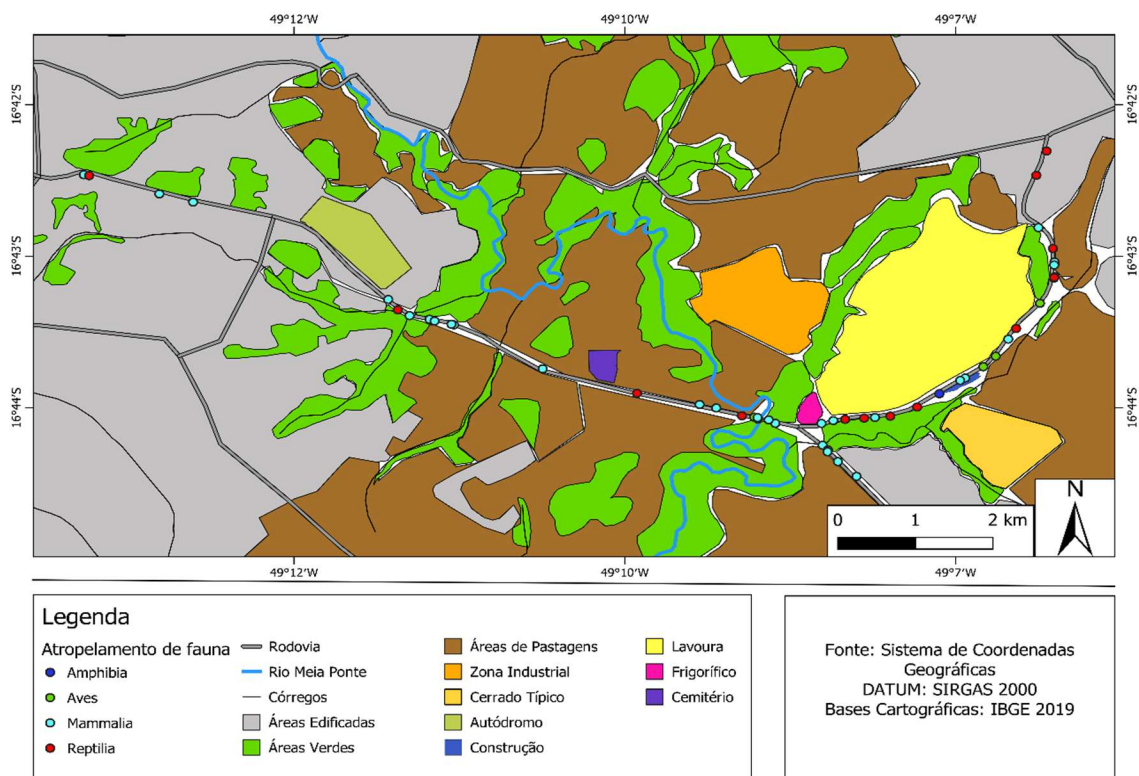 49°12'W 49°10'W 49°7'W
16°42'S 16°42'S
16°43'S 16°43'S
16°44'S 16°44'S
N
0 1 2 km
49°12'W 49°10'W 49°7'W
Legenda
Atropelamento de fauna
Amphibia
Aves
Mammalia
Reptilia
Rodovia
Rio Meia Ponte
Córregos
Áreas Edificadas
Áreas Verdes
Áreas de Pastagens
Zona Industrial
Cerrado Típico
Autódromo
Construção
Lavoura
Frigorífico
Cemitério
Fonte: Sistema de Coordenadas
Geográficas
DATUM: SIRGAS 2000
Bases Cartográficas: IBGE 2019